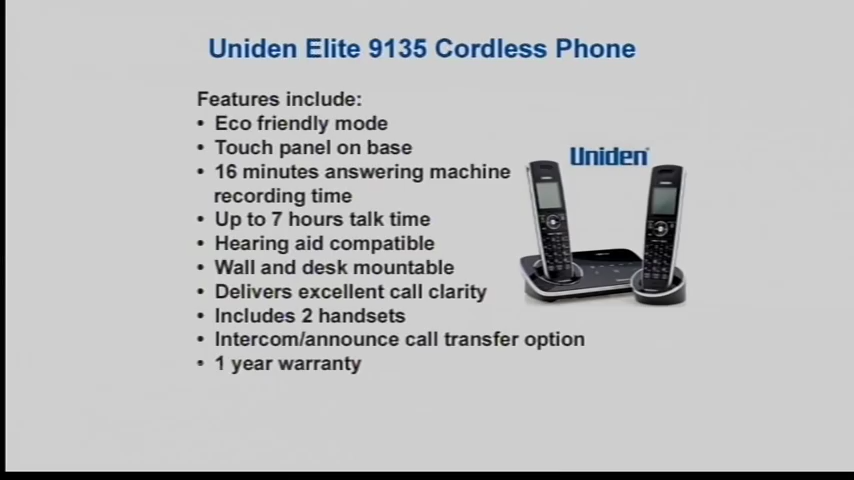 Uniden Elite 9135 Cordless Phone
Features include:
• Eco friendly mode
• Touch panel on base
• 16 minutes answering machine
recording time
• Up to 7 hours talk time
• Hearing aid compatible
• Wall and desk mountable
• Delivers excellent call clarity
• Includes 2 handsets
• Intercom/announce call transfer option
• 1 year warranty
Uniden®